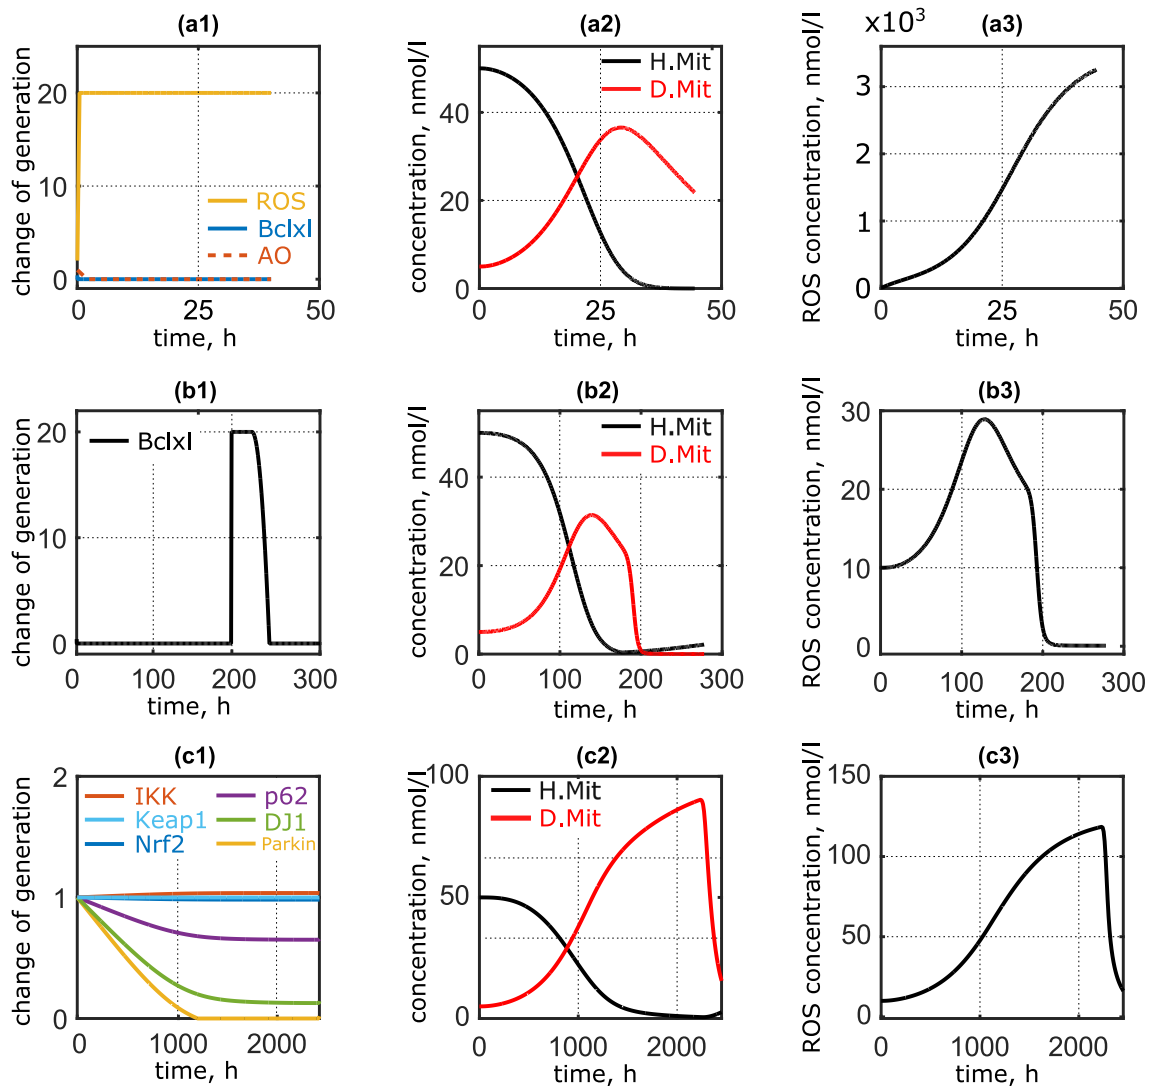 (a1)
change of generation
20
10
0
ROS
Bclxl
AO
0
25
50
time, h
(a2)
concentration, nmol/l
40
20
0
H.Mit
D.Mit
0
25
50
time, h
(a3)
x10³
ROS concentration, nmol/l
3
2
1
0
0
25
50
time, h
(b1)
change of generation
20
10
0
Bclxl
0
100
200
300
time, h
(b2)
concentration, nmol/l
40
20
0
H.Mit
D.Mit
0
100
200
300
time, h
(b3)
ROS concentration, nmol/l
30
20
10
0
0
100
200
300
time, h
(c1)
change of generation
2
1
0
IKK
Keap1
Nrf2
p62
DJ1
Parkin
0
1000
2000
time, h
(c2)
concentration, nmol/l
100
50
0
H.Mit
D.Mit
0
1000
2000
time, h
(c3)
ROS concentration, nmol/l
150
100
50
0
0
1000
2000
time, h